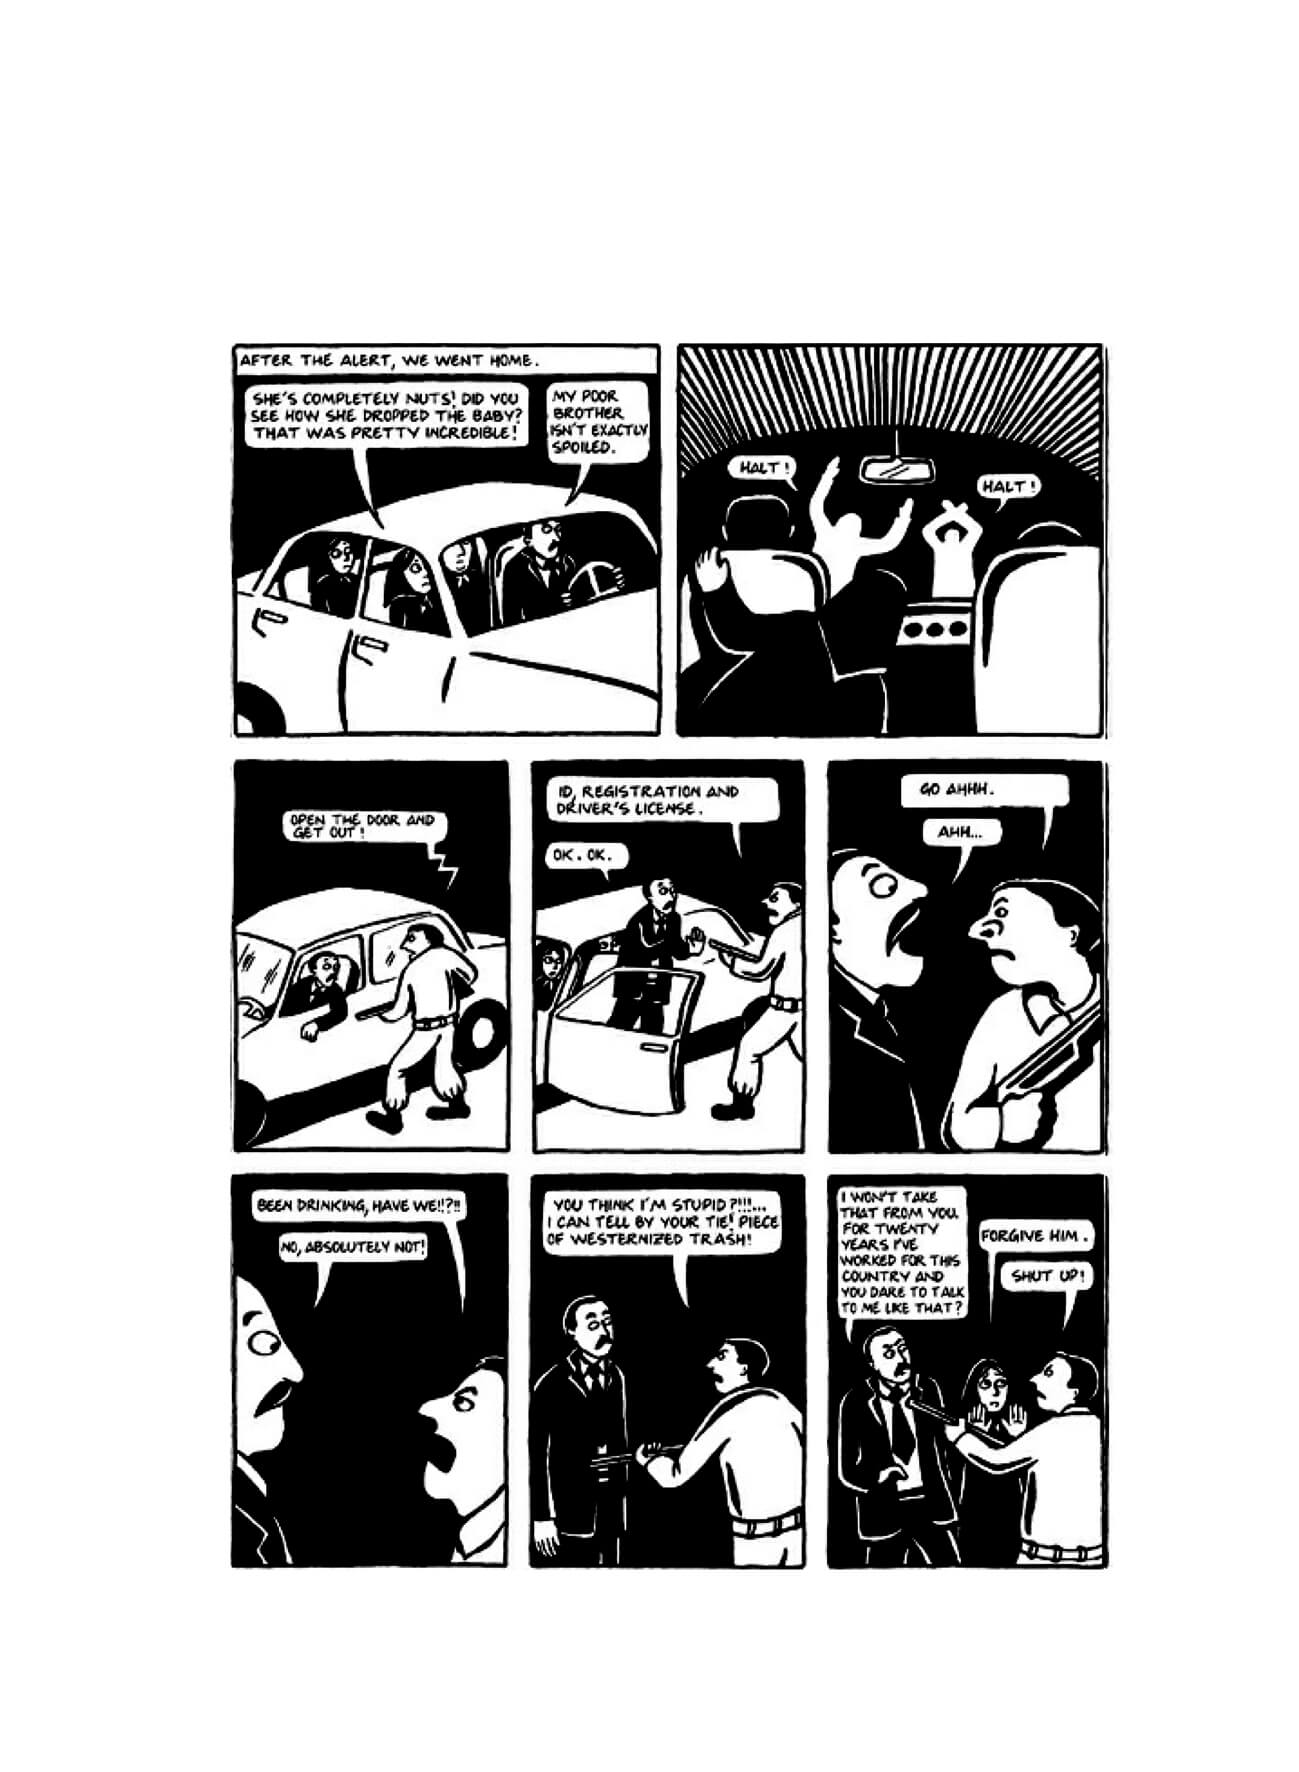 AFTER THE ALERT, WE WENT HOME.
SHE'S COMPLETELY NUTS! DID YOU
SEE HOW SHE DROPPED THE BABY?
THAT WAS PRETTY INCREDIBLE!
MY POOR
BROTHER
ISN'T EXACTLY
SPOILED.
HALT!
HALT!
OPEN THE DOOR AND
GET OUT!
ID, REGISTRATION AND
DRIVER'S LICENSE.
OK. OK.
GO AHHH.
AHH...
BEEN DRINKING, HAVE WE!!?!!
NO, ABSOLUTELY NOT!
YOU THINK I'M STUPID?!!!...
I CAN TELL BY YOUR TIE! PIECE
OF WESTERNIZED TRASH!
I WON'T TAKE
THAT FROM YOU.
FOR TWENTY
YEARS I'VE
WORKED FOR THIS
COUNTRY AND
YOU DARE TO TALK
TO ME LIKE THAT?
FORGIVE HIM.
SHUT UP!